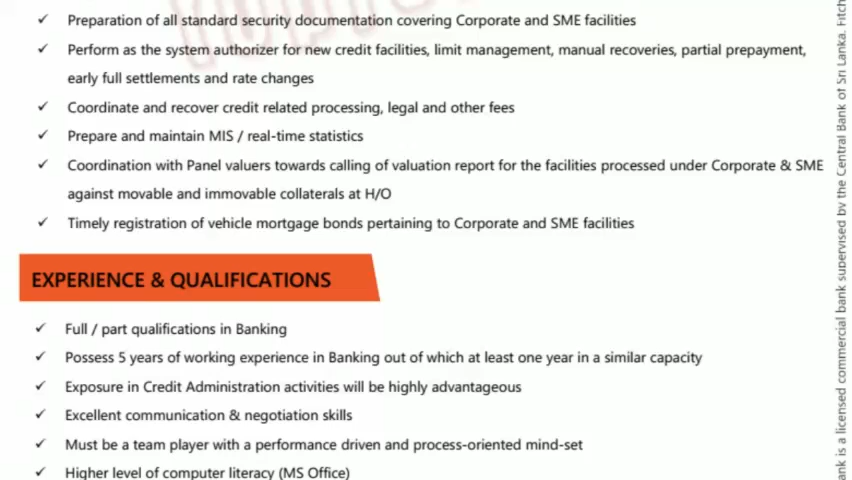 ✓ Preparation of all standard security documentation covering Corporate and SME facilities
✓ Perform as the system authorizer for new credit facilities, limit management, manual recoveries, partial prepayment,
early full settlements and rate changes
✓ Coordinate and recover credit related processing, legal and other fees
✓ Prepare and maintain MIS / real-time statistics
✓ Coordination with Panel valuers towards calling of valuation report for the facilities processed under Corporate & SME
against movable and immovable collaterals at H/O
✓ Timely registration of vehicle mortgage bonds pertaining to Corporate and SME facilities
EXPERIENCE & QUALIFICATIONS
✓ Full / part qualifications in Banking
✓ Possess 5 years of working experience in Banking out of which at least one year in a similar capacity
✓ Exposure in Credit Administration activities will be highly advantageous
✓ Excellent communication & negotiation skills
✓ Must be a team player with a performance driven and process-oriented mind-set
✓ Higher level of computer literacy (MS Office)
ank is a licensed commercial bank supervised by the Central Bank of Sri Lanka. Fitch